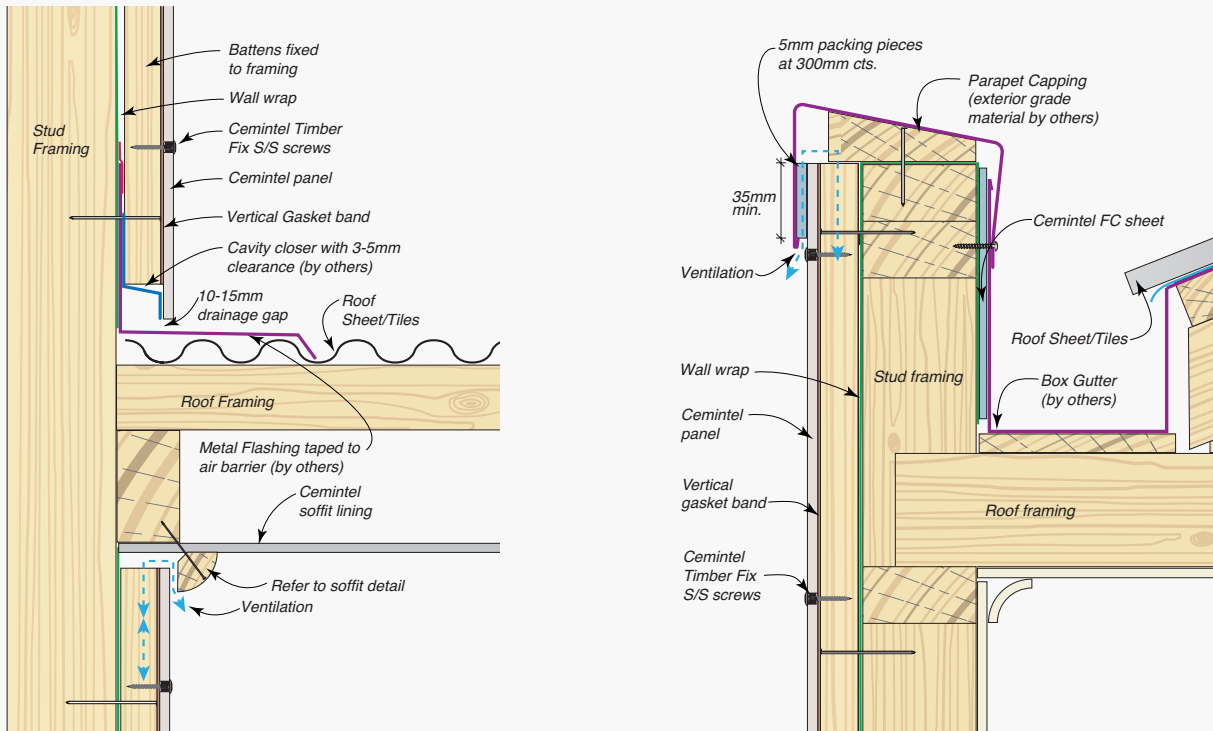 Battens fixed
to framing
Wall wrap
Stud
Framing
Cemintel Timber
Fix S/S screws
Cemintel panel
Vertical Gasket band
Cavity closer with 3-5mm
clearance (by others)
10-15mm
drainage gap
Roof
Sheet/Tiles
Roof Framing
Metal Flashing taped to
air barrier (by others)
Cemintel
soffit lining
Refer to soffit detail
Ventilation
5mm packing pieces
at 300mm cts.
Parapet Capping
(exterior grade
material by others)
35mm
min.
Cemintel FC sheet
Ventilation
Roof Sheet/Tiles
Wall wrap
Stud framing
Box Gutter
(by others)
Cemintel
panel
Vertical
gasket band
Roof framing
Cemintel
Timber Fix
S/S screws